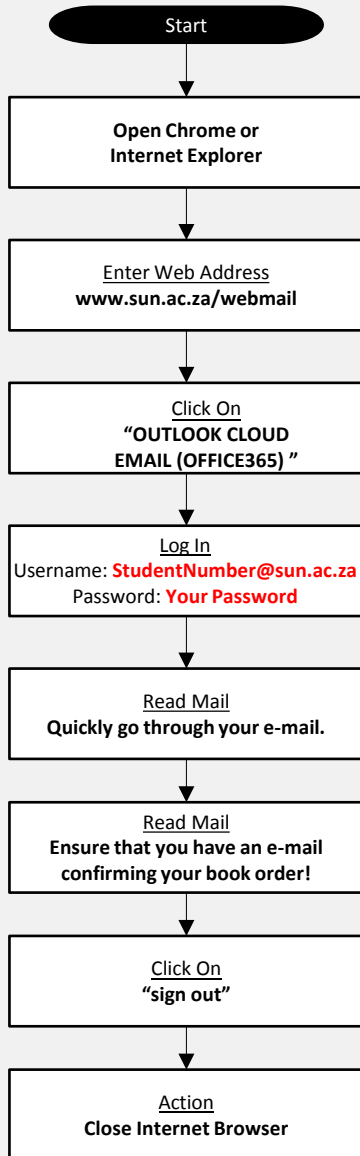 Start
Open Chrome or
Internet Explorer
Enter Web Address
www.sun.ac.za/webmail
Click On
“OUTLOOK CLOUD
EMAIL (OFFICE365) ”
Log In
Username: StudentNumber@sun.ac.za
Password: Your Password
Read Mail
Quickly go through your e-mail.
Read Mail
Ensure that you have an e-mail
confirming your book order!
Click On
“sign out”
Action
Close Internet Browser